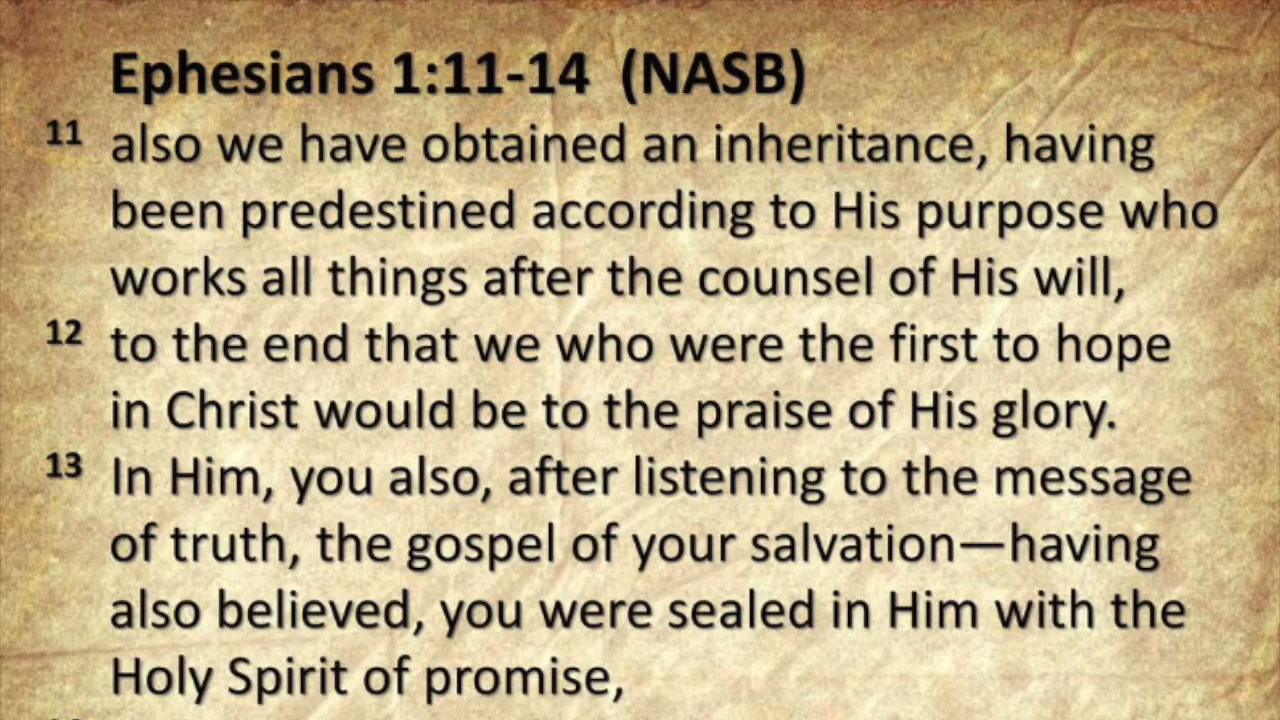 Ephesians 1:11-14 (NASB)
11 also we have obtained an inheritance, having
been predestined according to His purpose who
works all things after the counsel of His will,
12 to the end that we who were the first to hope
in Christ would be to the praise of His glory.
13 In Him, you also, after listening to the message
of truth, the gospel of your salvation—having
also believed, you were sealed in Him with the
Holy Spirit of promise,